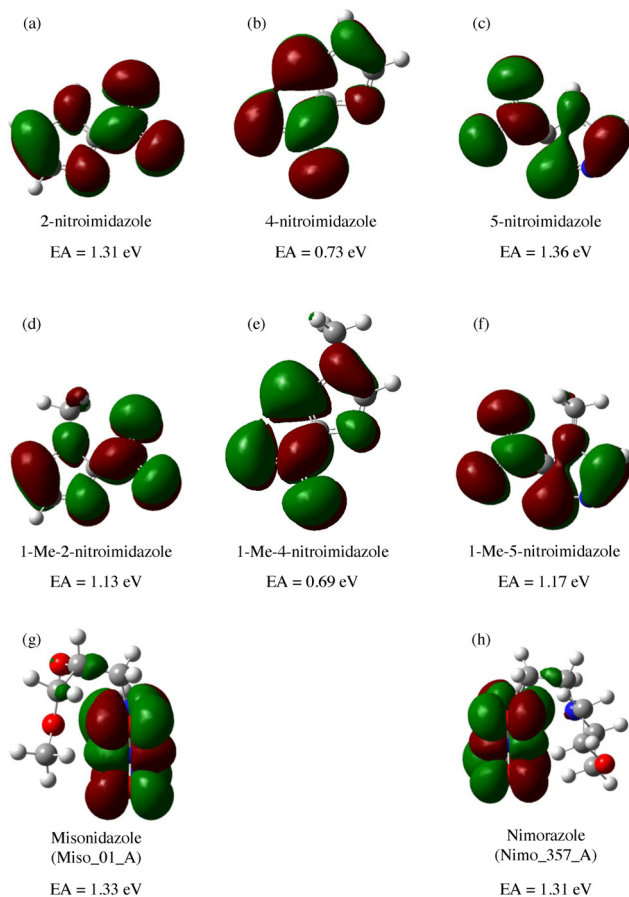 (a)
(b)
(c)
2-nitroimidazole
4-nitroimidazole
5-nitroimidazole
EA = 1.31 eV
EA = 0.73 eV
EA = 1.36 eV
(d)
(e)
(f)
1-Me-2-nitroimidazole
1-Me-4-nitroimidazole
1-Me-5-nitroimidazole
EA = 1.13 eV
EA = 0.69 eV
EA = 1.17 eV
(g)
(h)
Misonidazole
(Miso_01_A)
EA = 1.33 eV
Nimorazole
(Nimo_357_A)
EA = 1.31 eV